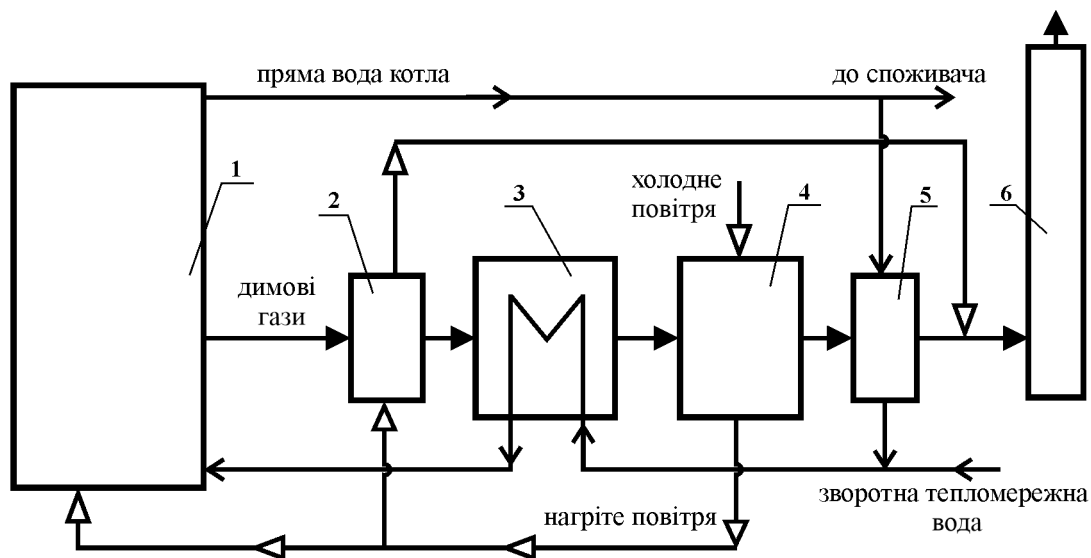 пряма вода котла
до споживача
1
2
3
холодне
повітря
4
5
6
димові
гази
нагріте повітря
зворотна тепломережна
вода